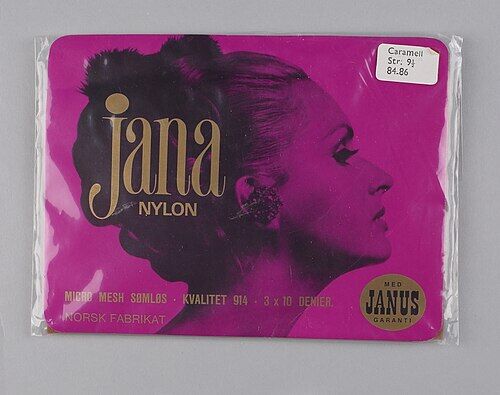 Caramell
Str: 9½
84.86
jana
NYLON
MICRO MESH SØMLØS · KVALITET 914 · 3 x 10 DENIER.
NORSK FABRIKAT
MED
JANUS
GARANTI